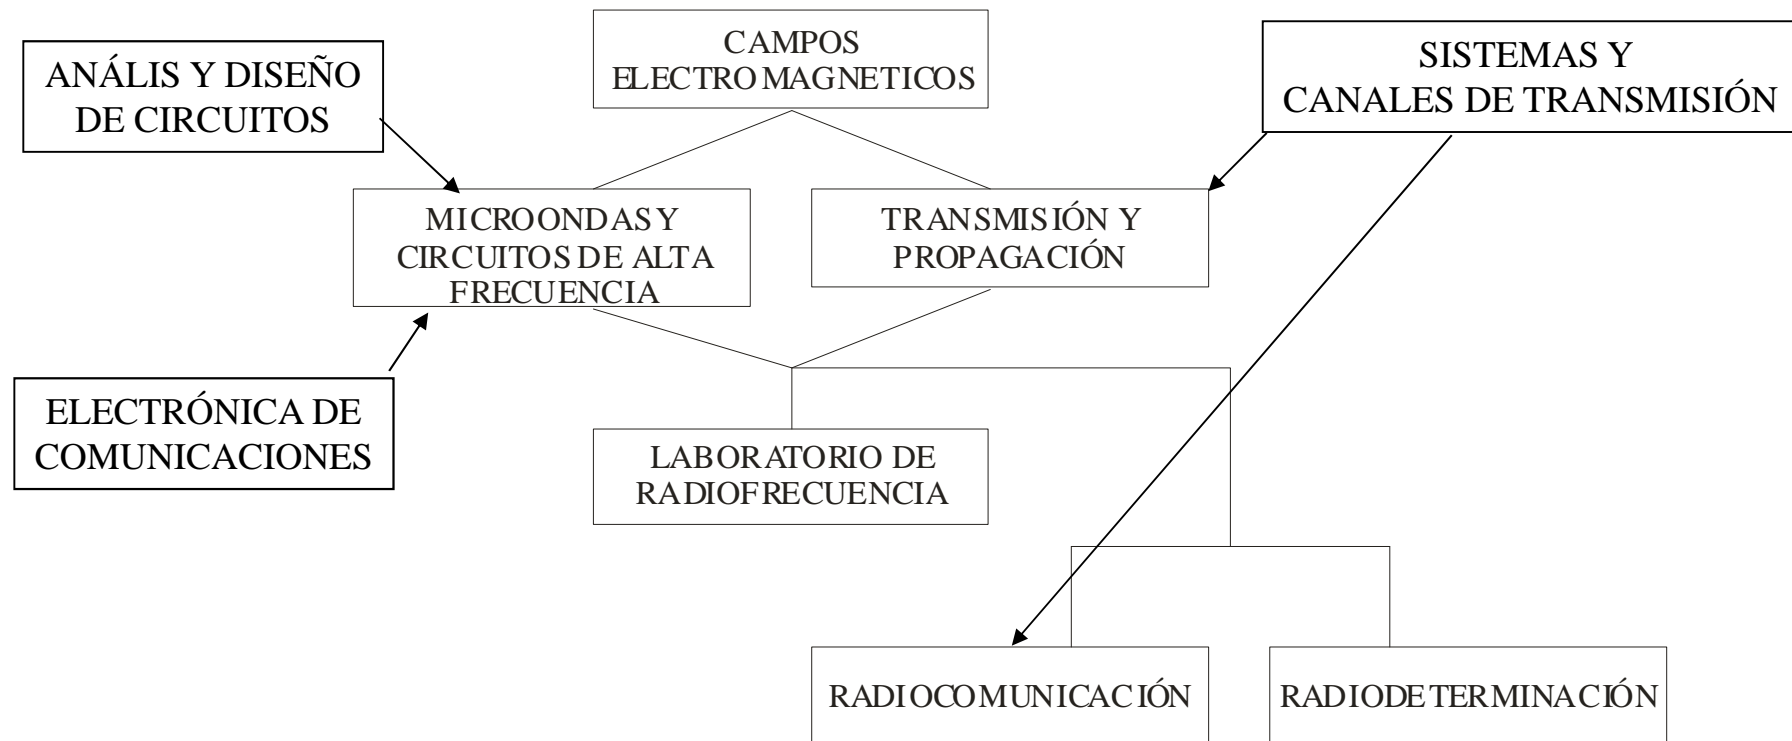 CAMPOS
ELECTROMAGNETICOS
ANÁLIS Y DISEÑO
DE CIRCUITOS
SISTEMAS Y
CANALES DE TRANSMISIÓN
MICROONDAS Y
CIRCUITOS DE ALTA
FRECUENCIA
TRANSMISIÓN Y
PROPAGACIÓN
ELECTRÓNICA DE
COMUNICACIONES
LABORATORIO DE
RADIOFRECUENCIA
RADIOCOMUNICACIÓN
RADIODETERMINACIÓN